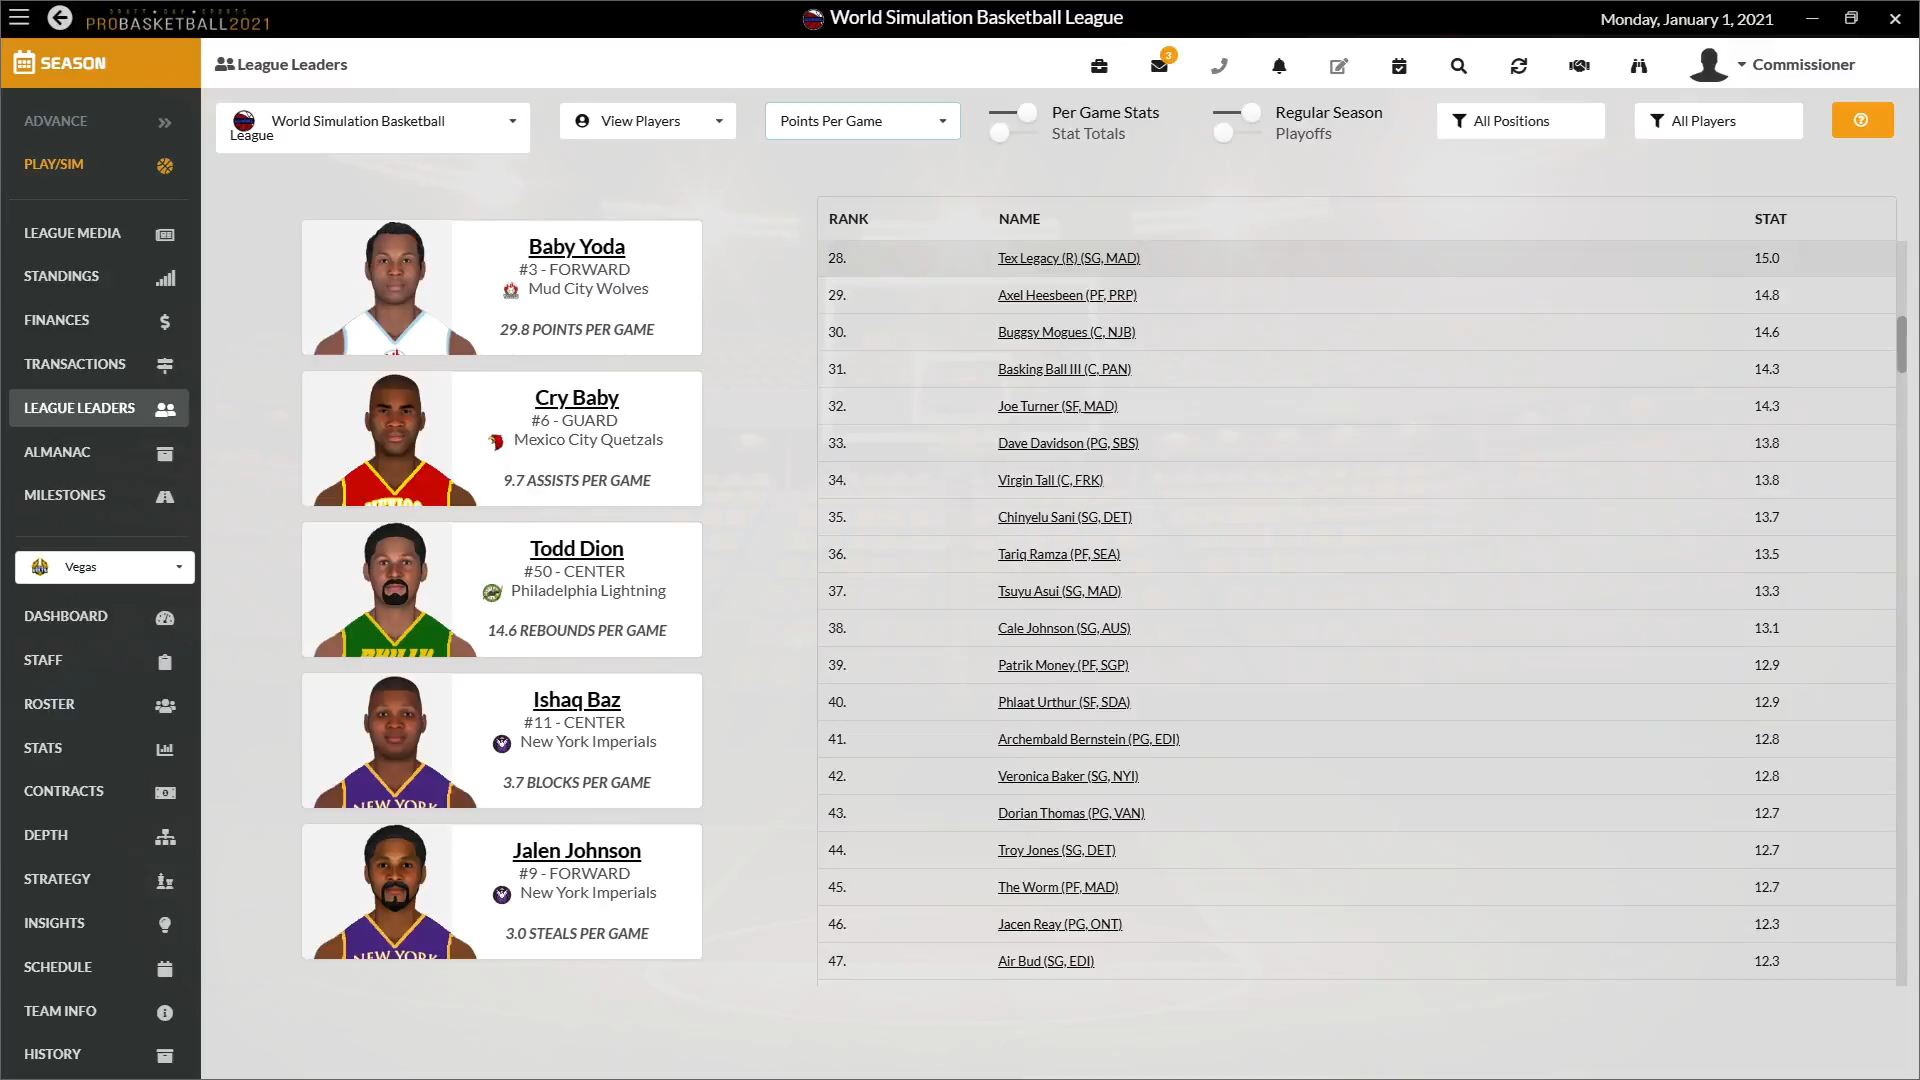 DRAFT · DAY · SPORTS
PROBASKETBALL2021
World Simulation Basketball League
Monday, January 1, 2021
SEASON
League Leaders
3
Commissioner
ADVANCE
PLAY/SIM
LEAGUE MEDIA
STANDINGS
FINANCES
TRANSACTIONS
LEAGUE LEADERS
ALMANAC
MILESTONES
Vegas
DASHBOARD
STAFF
ROSTER
STATS
CONTRACTS
DEPTH
STRATEGY
INSIGHTS
SCHEDULE
TEAM INFO
HISTORY
World Simulation Basketball
League
View Players
Points Per Game
Per Game Stats
Stat Totals
Regular Season
Playoffs
All Positions
All Players
Baby Yoda
#3 - FORWARD
Mud City Wolves
29.8 POINTS PER GAME
Cry Baby
#6 - GUARD
Mexico City Quetzals
9.7 ASSISTS PER GAME
Todd Dion
#50 - CENTER
Philadelphia Lightning
14.6 REBOUNDS PER GAME
Ishaq Baz
#11 - CENTER
New York Imperials
3.7 BLOCKS PER GAME
NEW YORK
Jalen Johnson
#9 - FORWARD
New York Imperials
3.0 STEALS PER GAME
NEW YORK
RANK NAME STAT
28. Tex Legacy (R) (SG, MAD) 15.0
29. Axel Heesbeen (PF, PRP) 14.8
30. Buggsy Mogues (C, NJB) 14.6
31. Basking Ball III (C, PAN) 14.3
32. Joe Turner (SF, MAD) 14.3
33. Dave Davidson (PG, SBS) 13.8
34. Virgin Tall (C, FRK) 13.8
35. Chinyelu Sani (SG, DET) 13.7
36. Tariq Ramza (PF, SEA) 13.5
37. Tsuyu Asui (SG, MAD) 13.3
38. Cale Johnson (SG, AUS) 13.1
39. Patrik Money (PF, SGP) 12.9
40. Phlaat Urthur (SF, SDA) 12.9
41. Archembald Bernstein (PG, EDI) 12.8
42. Veronica Baker (SG, NYI) 12.8
43. Dorian Thomas (PG, VAN) 12.7
44. Troy Jones (SG, DET) 12.7
45. The Worm (PF, MAD) 12.7
46. Jacen Reay (PG, ONT) 12.3
47. Air Bud (SG, EDI) 12.3